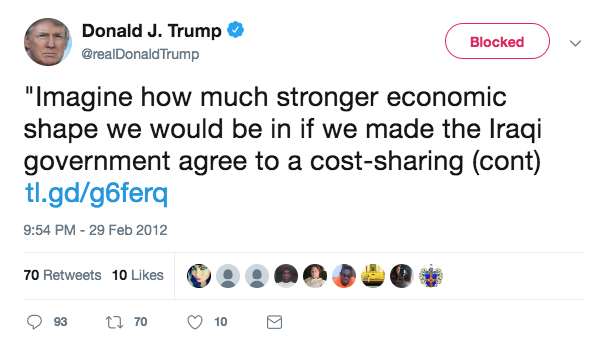 Donald J. Trump
@realDonaldTrump
Blocked
"Imagine how much stronger economic
shape we would be in if we made the Iraqi
government agree to a cost-sharing (cont)
tl.gd/g6ferq
9:54 PM - 29 Feb 2012
70 Retweets 10 Likes
93 70 10